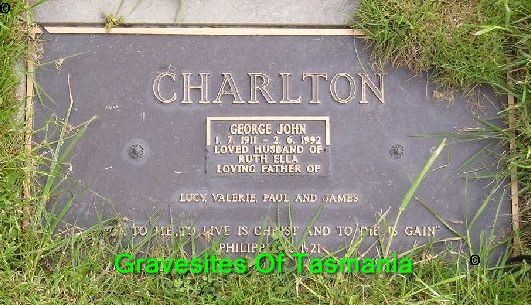 CHARLTON
GEORGE JOHN
1. 7. 1911 - 2. 6. 1992
LOVED HUSBAND OF
RUTH ELLA
LOVING FATHER OF
LUCY, VALERIE, PAUL AND JAMES
TO ME, TO LIVE IS CHRIST AND TO DIE IS GAIN"
1.21
Gravesites Of Tasmania